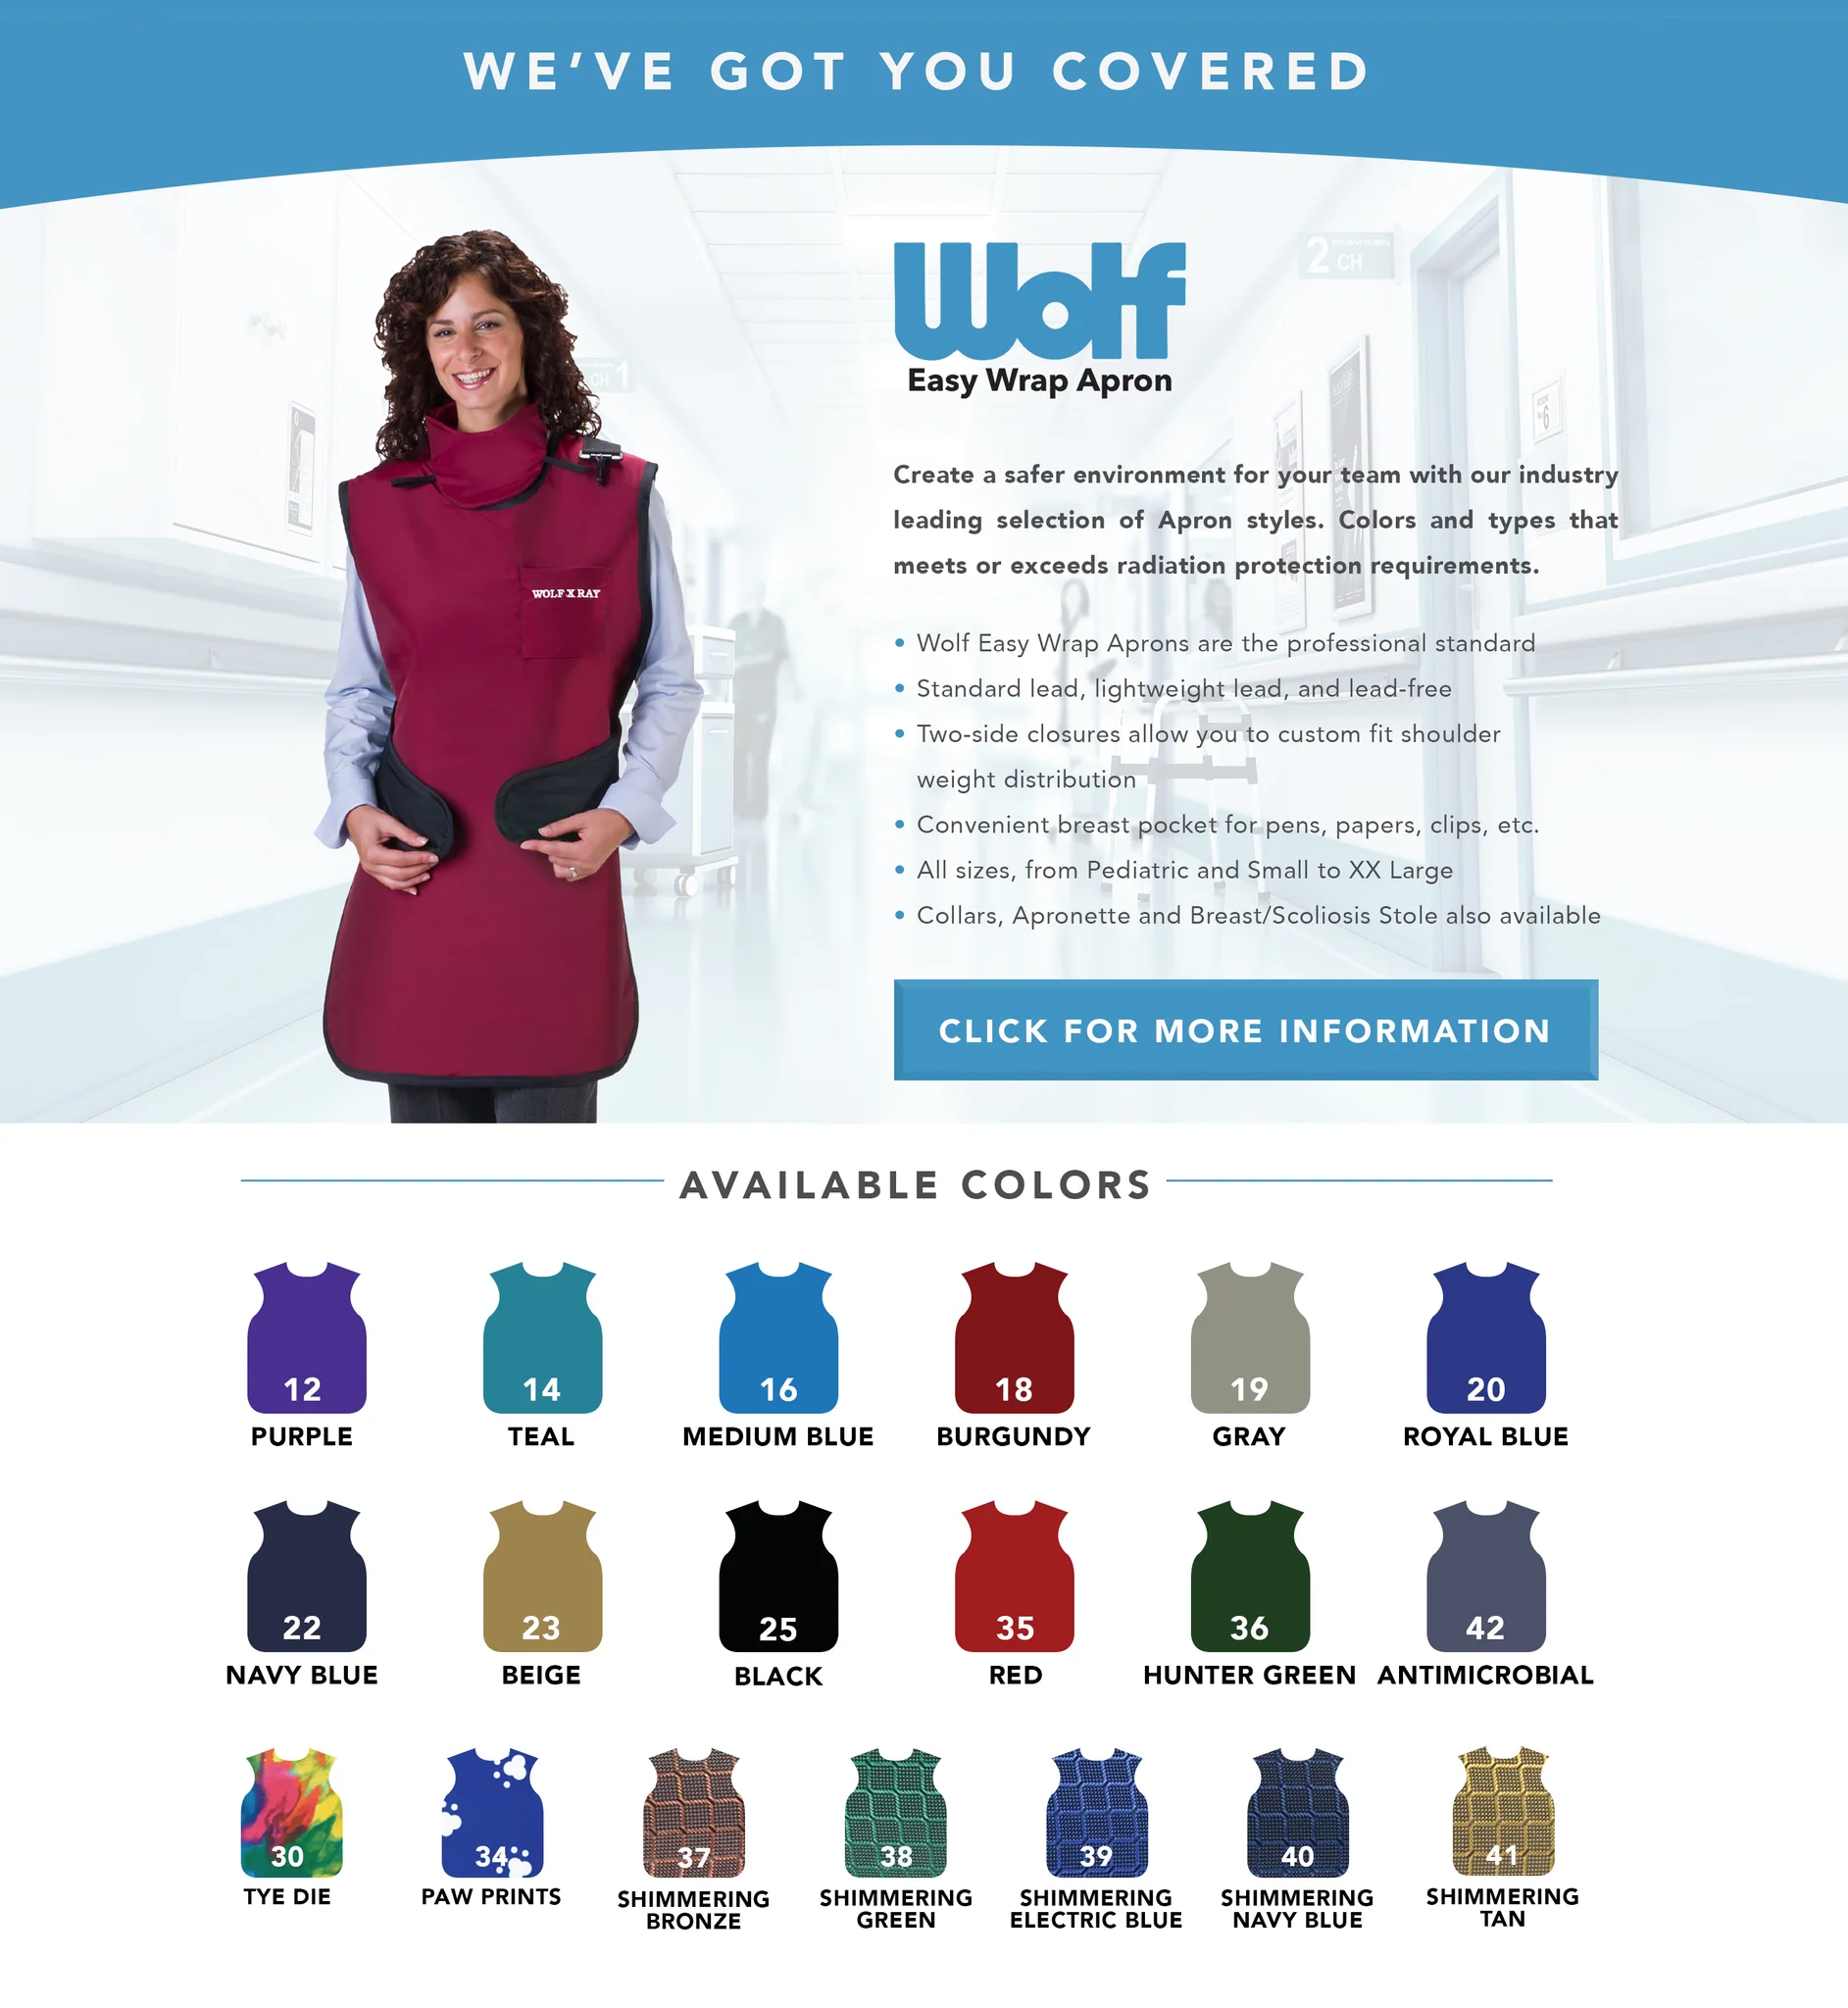 WE'VE GOT YOU COVERED
2 CH
Wolf
Easy Wrap Apron
CH 1
6
Create a safer environment for your team with our industry
leading selection of Apron styles. Colors and types that
meets or exceeds radiation protection requirements.
WOLF X RAY
• Wolf Easy Wrap Aprons are the professional standard
• Standard lead, lightweight lead, and lead-free
• Two-side closures allow you to custom fit shoulder
weight distribution
• Convenient breast pocket for pens, papers, clips, etc.
• All sizes, from Pediatric and Small to XX Large
• Collars, Apronette and Breast/Scoliosis Stole also available
CLICK FOR MORE INFORMATION
AVAILABLE COLORS
12 14 16 18 19 20
PURPLE TEAL MEDIUM BLUE BURGUNDY GRAY ROYAL BLUE
22 23 25 35 36 42
NAVY BLUE BEIGE BLACK RED HUNTER GREEN ANTIMICROBIAL
30 34 37 38 39 40 41
TYE DIE PAW PRINTS SHIMMERING SHIMMERING SHIMMERING SHIMMERING SHIMMERING
BRONZE GREEN ELECTRIC BLUE NAVY BLUE TAN